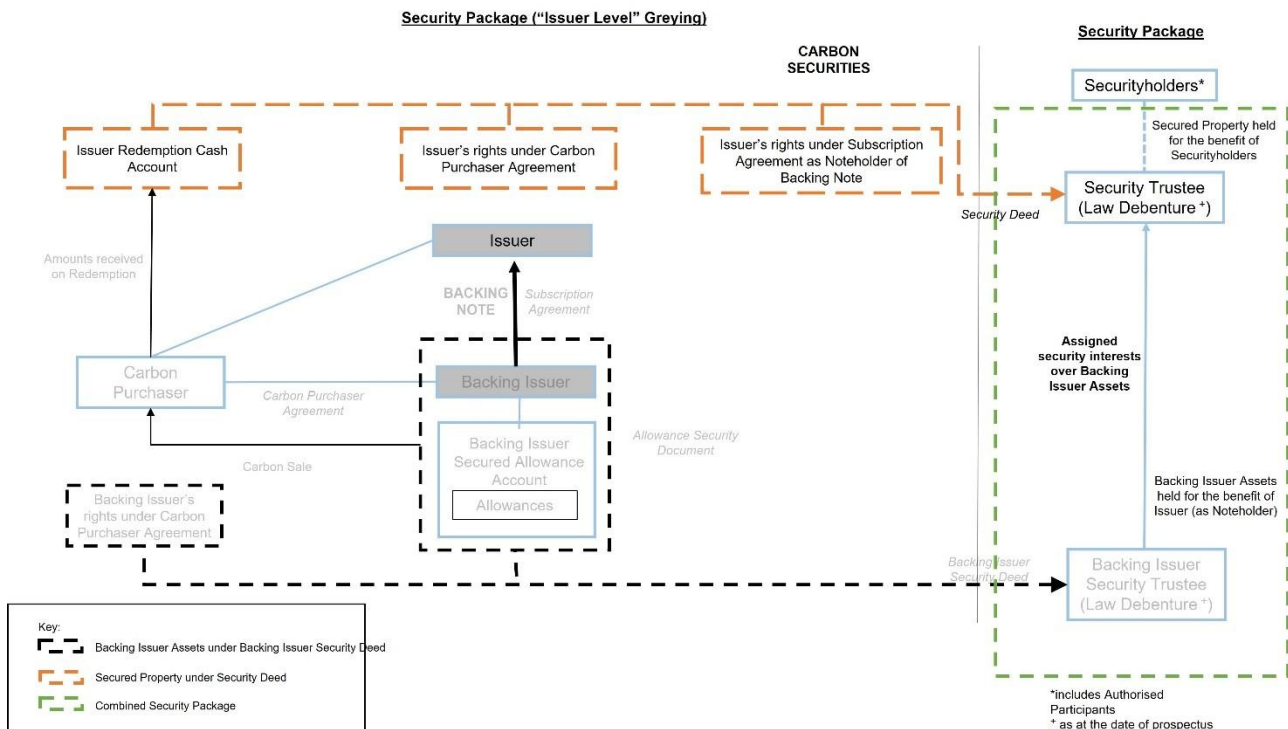 Security Package (“Issuer Level” Greying)
Security Package
CARBON
SECURITIES
Securityholders*
Secured Property held
for the benefit of
Securityholders
Issuer Redemption Cash
Account
Issuer’s rights under Carbon
Purchaser Agreement
Issuer’s rights under Subscription
Agreement as Noteholder of
Backing Note
Security Trustee
(Law Debenture +)
Security Deed
Issuer
Amounts received
on Redemption
BACKING
NOTE
Subscription
Agreement
Assigned
security interests
over Backing
Issuer Assets
Carbon
Purchaser
Carbon Purchaser
Agreement
Backing Issuer
Backing Issuer
Secured Allowance
Account
Allowances
Allowance Security
Document
Carbon Sale
Backing Issuer’s
rights under Carbon
Purchaser Agreement
Backing Issuer Assets
held for the benefit of
Issuer (as Noteholder)
Backing Issuer
Security Deed
Backing Issuer
Security Trustee
(Law Debenture +)
Key:
Backing Issuer Assets under Backing Issuer Security Deed
Secured Property under Security Deed
Combined Security Package
*includes Authorised
Participants
+ as at the date of prospectus